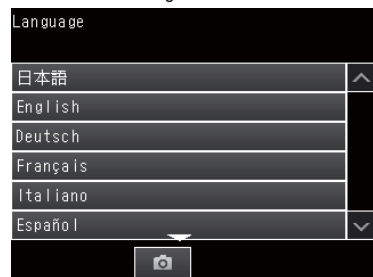 Language
日本語
English
Deutsch
Français
Italiano
Español